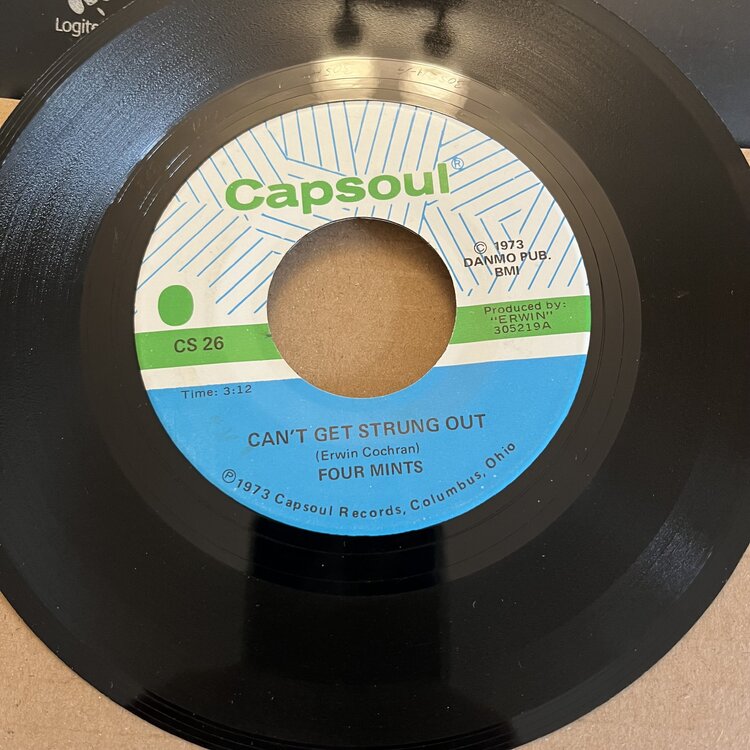 Capsoul®
© 1973
DANMO PUB.
BMI
Produced by:
"ERWIN"
305219A
CS 26
Time: 3:12
CAN'T GET STRUNG OUT
(Erwin Cochran)
FOUR MINTS
℗1973 Capsoul Records, Columbus, Ohio